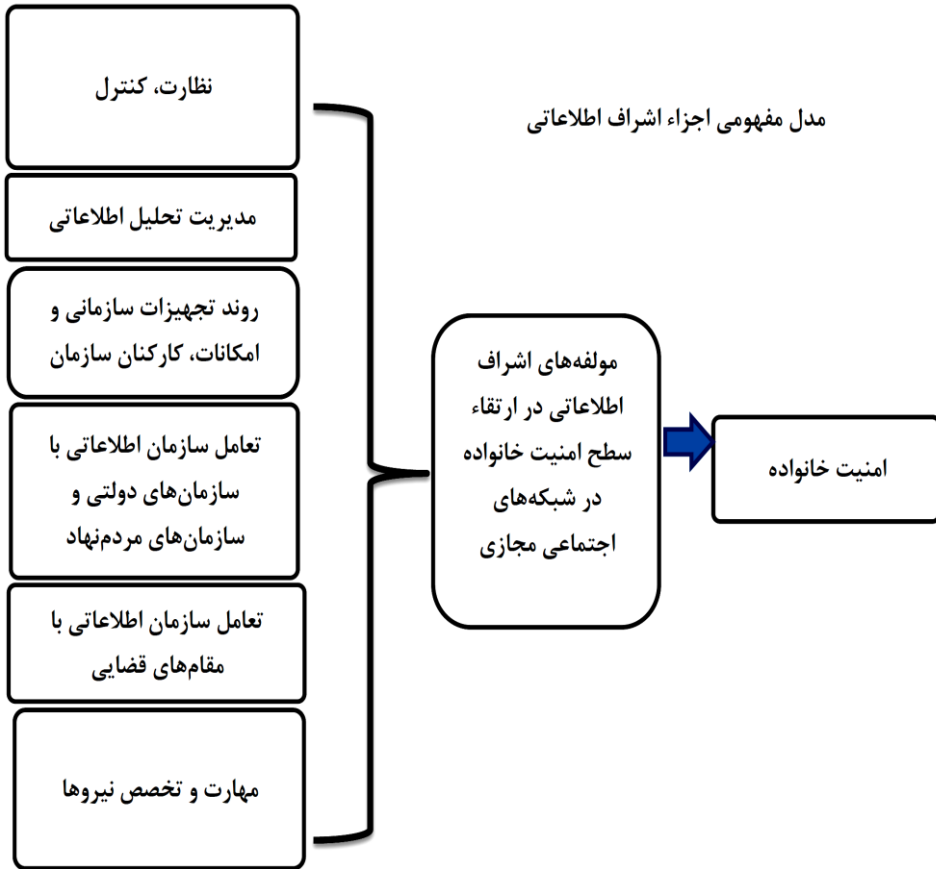 مدل مفهومی اجزاء اشراف اطلاعاتی
نظارت، کنترل
مدیریت تحلیل اطلاعاتی
روند تجهیزات سازمانی و
امکانات، کارکنان سازمان
تعامل سازمان اطلاعاتی با
سازمان‌های دولتی و
سازمان‌های مردم‌نهاد
تعامل سازمان اطلاعاتی با
مقام‌های قضایی
مهارت و تخصص نیروها
مولفه‌های اشراف
اطلاعاتی در ارتقاء
سطح امنیت خانواده
در شبکه‌های
اجتماعی مجازی
امنیت خانواده